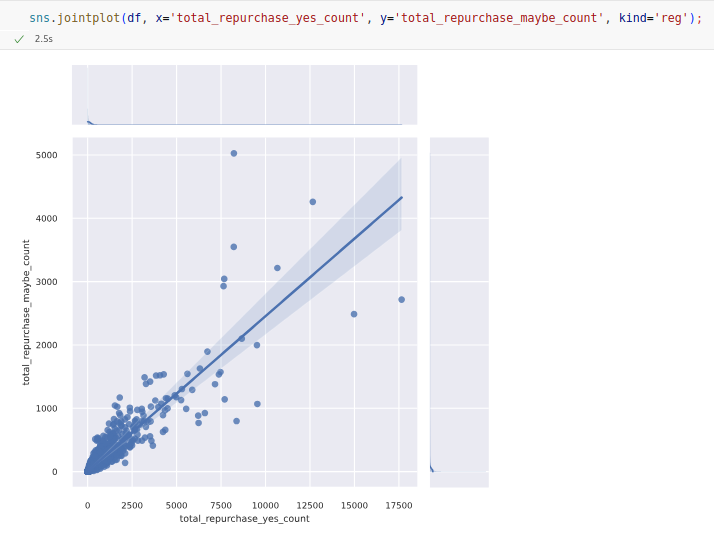 sns.jointplot(df, x='total_repurchase_yes_count', y='total_repurchase_maybe_count', kind='reg');
2.5s
5000
4000
3000
2000
1000
0
total_repurchase_maybe_count
0 2500 5000 7500 10000 12500 15000 17500
total_repurchase_yes_count